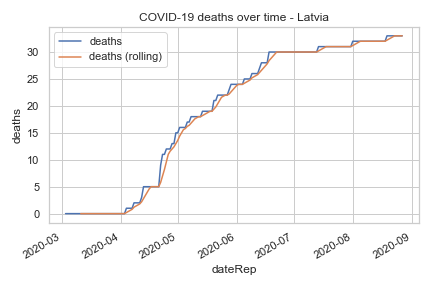 COVID-19 deaths over time - Latvia
deaths
deaths (rolling)
30
25
20
15
10
5
0
deaths
2020-03
2020-04
2020-05
2020-06
2020-07
2020-08
2020-09
dateRep